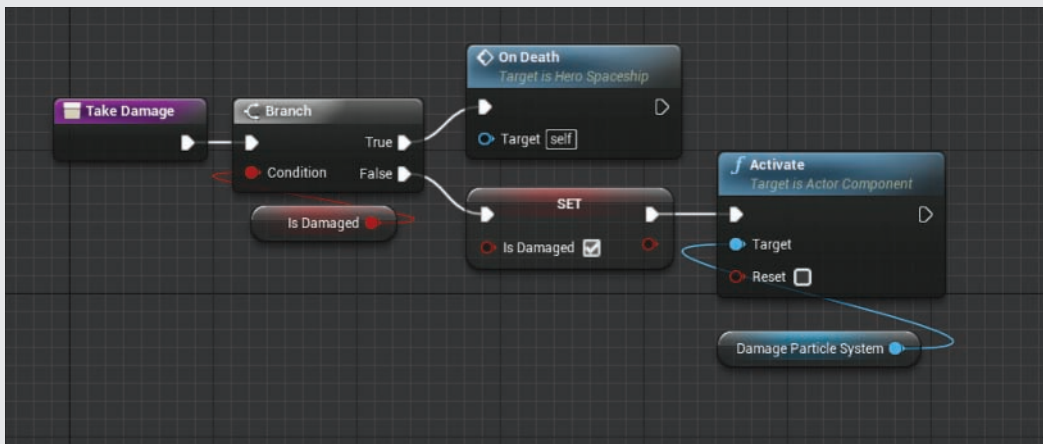 On Death
Target is Hero Spaceship
Target self
Take Damage
Branch
True
Condition False
Is Damaged
SET
Is Damaged
f Activate
Target is Actor Component
Target
Reset
Damage Particle System